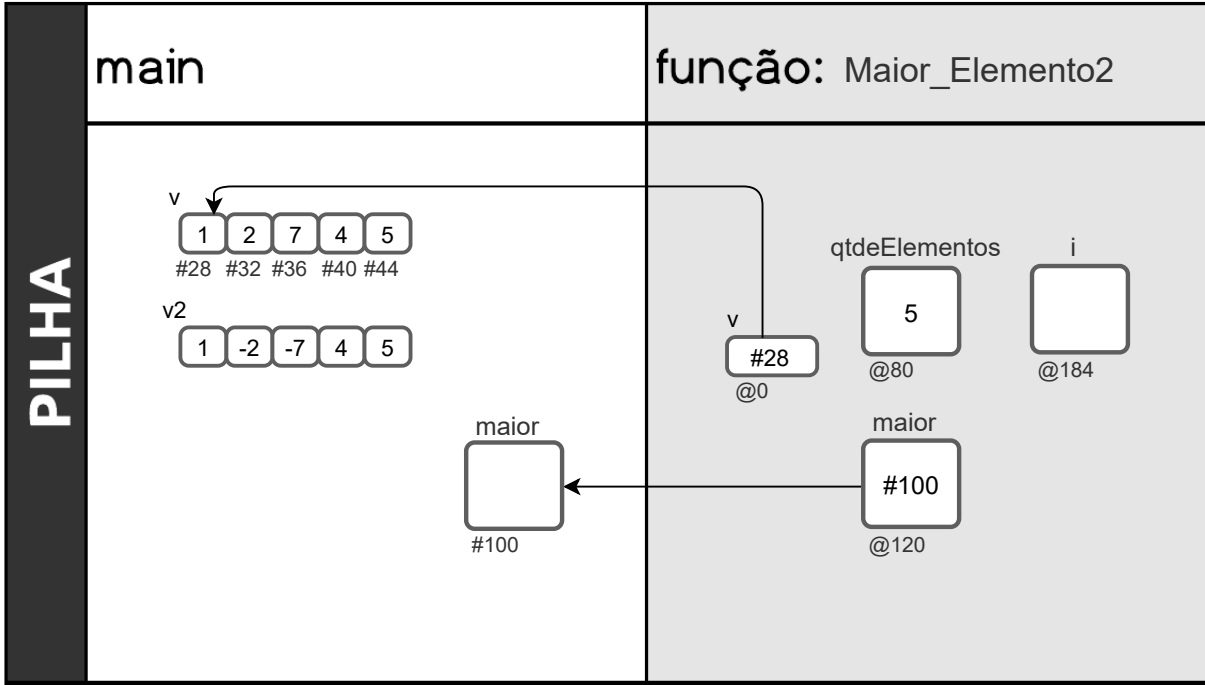 PILHA
main
função: Maior_Elemento2
v
1 2 7 4 5
#28 #32 #36 #40 #44
v2
1 -2 -7 4 5
maior
#100
qtdeElementos
5
@80
i
@184
v
#28
@0
maior
#100
@120